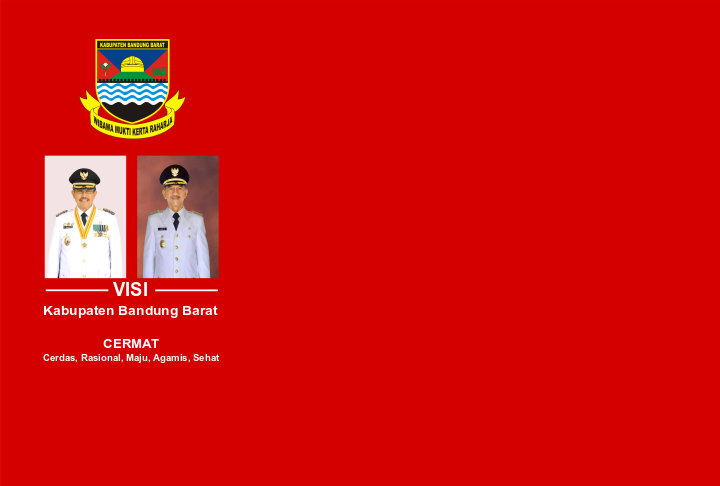 KABUPATEN BANDUNG BARAT
WIBAWA MUKTI KERTA RAHARJA
VISI
Kabupaten Bandung Barat
CERMAT
Cerdas, Rasional, Maju, Agamis, Sehat